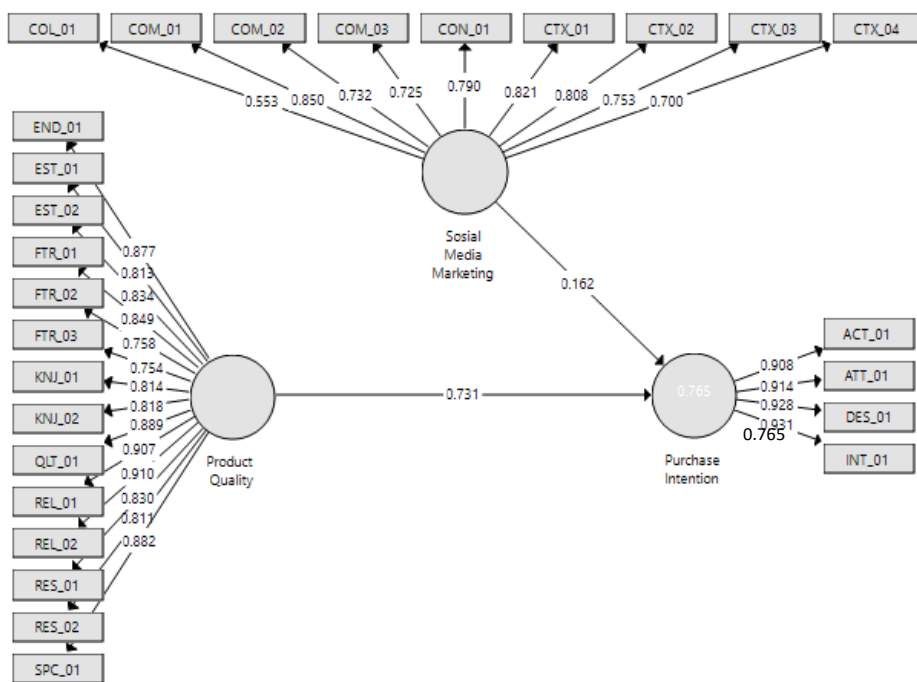 COL_01
COM_01
COM_02
COM_03
CON_01
CTX_01
CTX_02
CTX_03
CTX_04
0.553
0.850
0.732
0.725
0.790
0.821
0.808
0.753
0.700
Sosial
Media
Marketing
END_01
EST_01
EST_02
FTR_01
FTR_02
FTR_03
KNJ_01
KNJ_02
QLT_01
REL_01
REL_02
RES_01
RES_02
SPC_01
0.877
0.813
0.834
0.849
0.758
0.754
0.814
0.818
0.889
0.907
0.910
0.830
0.811
0.882
Product
Quality
0.162
0.731
0.765
Purchase
Intention
0.908
0.914
0.928
0.931
0.765
ACT_01
ATT_01
DES_01
INT_01